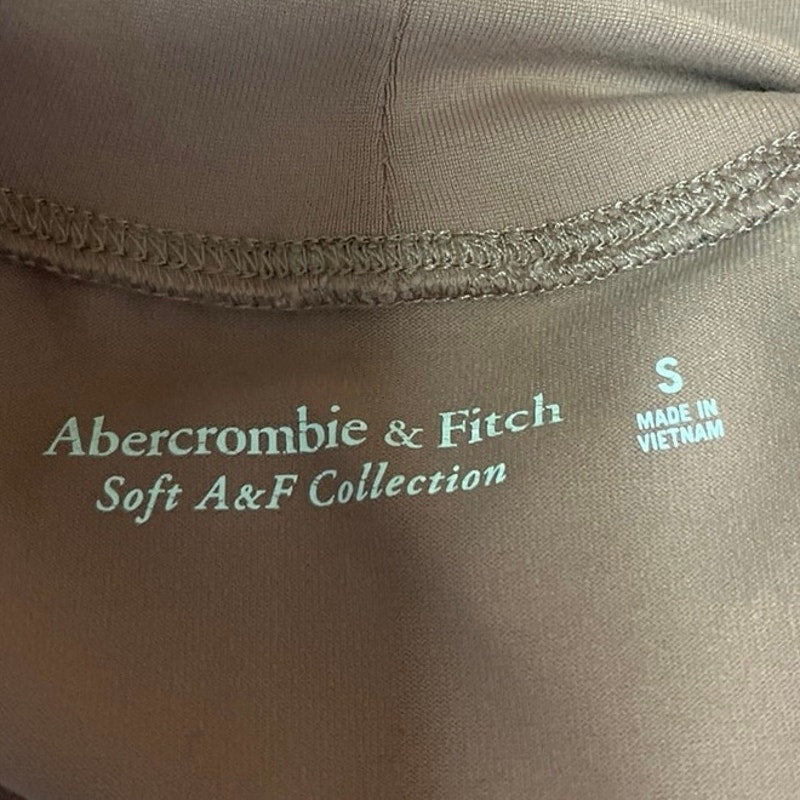 Abercrombie & Fitch
Soft A&F Collection
S
MADE IN
VIETNAM